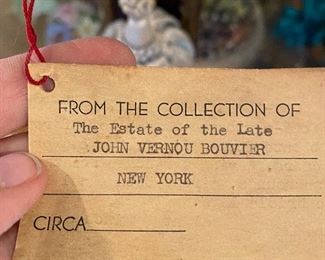 FROM THE COLLECTION OF
The Estate of the Late
JOHN VERNOU BOUVIER
NEW YORK
CIRCA